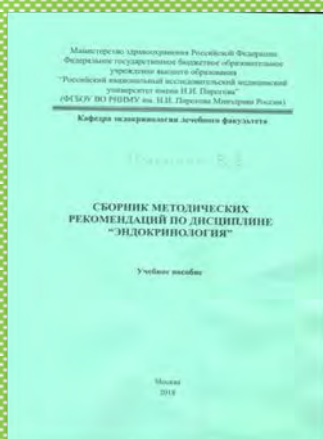 Министерство здравоохранения Российской Федерации
Федеральное государственное бюджетное образовательное
учреждение высшего образования
"Российский национальный исследовательский медицинский
университет имени Н.И. Пирогова"
(ФГБОУ ВО РНИМУ им. Н.И. Пирогова Минздрава России)
Кафедра эндокринологии лечебного факультета
СБОРНИК МЕТОДИЧЕСКИХ
РЕКОМЕНДАЦИЙ ПО ДИСЦИПЛИНЕ
"ЭНДОКРИНОЛОГИЯ"
Учебное пособие
Москва
2018